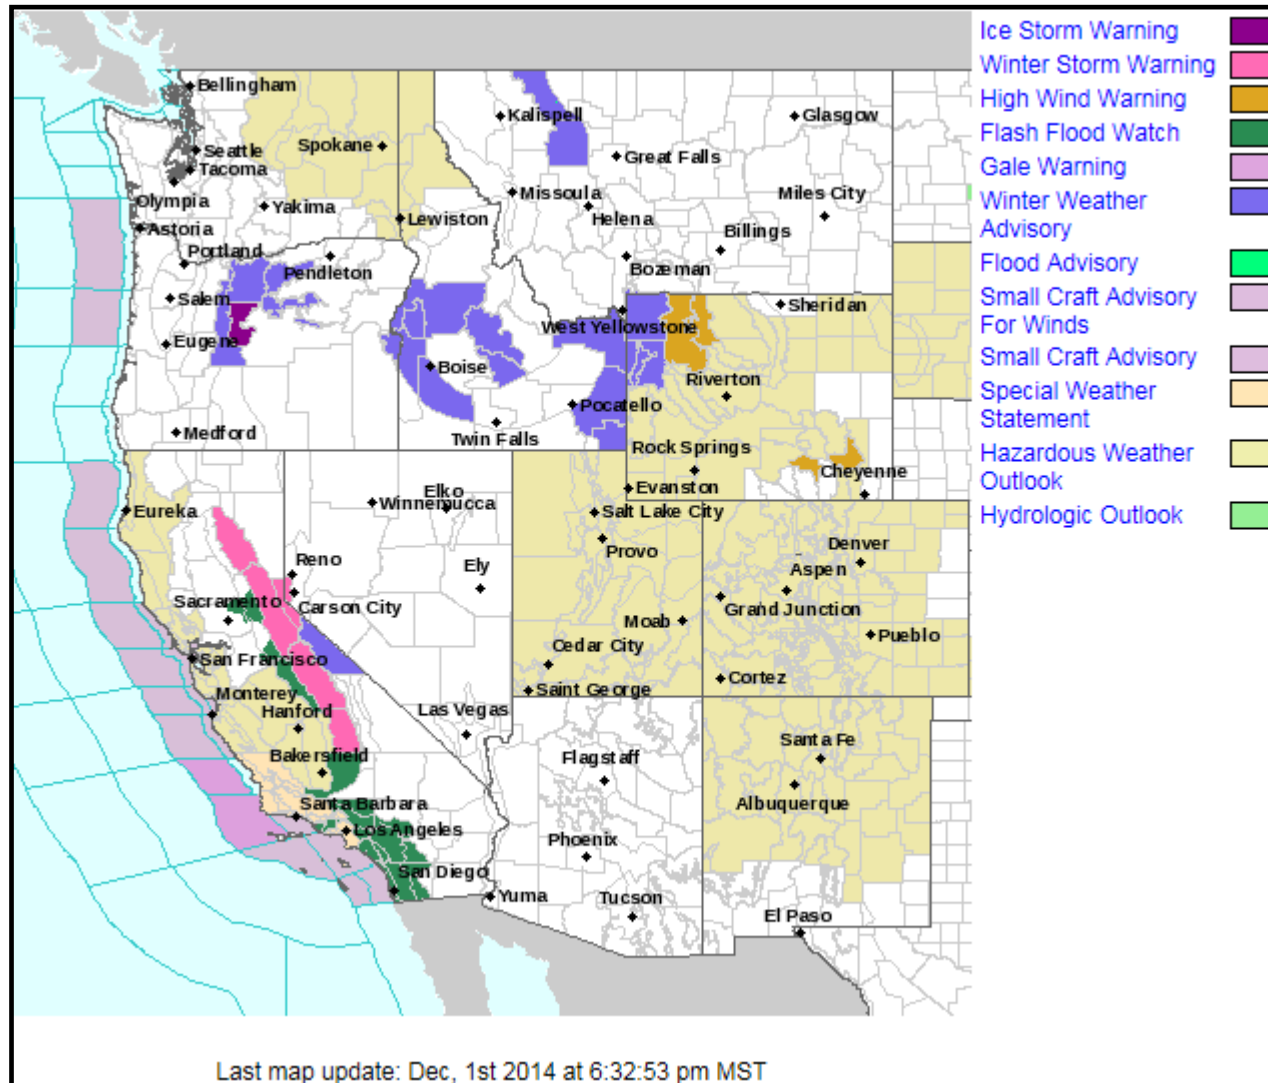 Ice Storm Warning
Winter Storm Warning
High Wind Warning
Flash Flood Watch
Gale Warning
Winter Weather
Advisory
Flood Advisory
Small Craft Advisory
For Winds
Small Craft Advisory
Special Weather
Statement
Hazardous Weather
Outlook
Hydrologic Outlook
Bellingham
Kalispell
Glasgow
Seattle
Spokane
Great Falls
Tacoma
Olympia
Yakima
Missoula
Miles City
Astoria
Lewiston
Helena
Billings
Portland
Pendleton
Bozeman
Salem
Sheridan
Eugene
West Yellowstone
Boise
Riverton
Pocatello
Medford
Twin Falls
Rock Springs
Cheyenne
Evanston
Elko
Winnemucca
Eureka
Salt Lake City
Provo
Denver
Reno
Ely
Aspen
Sacramento
Carson City
Grand Junction
Moab
Pueblo
Cedar City
San Francisco
Cortez
Saint George
Monterey
Hanford
Las Vegas
Santa Fe
Bakersfield
Flagstaff
Albuquerque
Santa Barbara
Los Angeles
Phoenix
San Diego
Yuma
Tucson
El Paso
Last map update: Dec, 1st 2014 at 6:32:53 pm MST